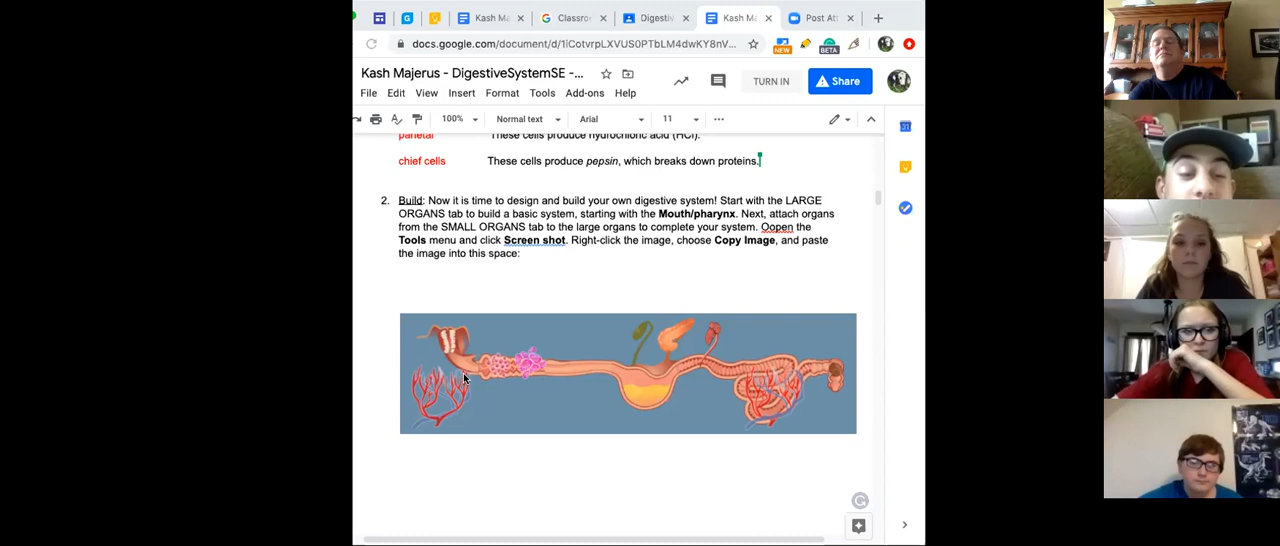 Kash Ma
Classro
Digesti
Kash Ma
Post Att
docs.google.com/document/d/1iCotvrpLXVUS0PTbLM4dwKY8nV...
NEW
BETA
Kash Majerus - DigestiveSystemSE -...
TURN IN
Share
File Edit View Insert Format Tools Add-ons Help
100% Normal text Arial 11
parietal These cells produce hydrochloric acid (HCl).
chief cells These cells produce pepsin, which breaks down proteins.
2. Build: Now it is time to design and build your own digestive system! Start with the LARGE
ORGANS tab to build a basic system, starting with the Mouth/pharynx. Next, attach organs
from the SMALL ORGANS tab to the large organs to complete your system. Oopen the
Tools menu and click Screen shot. Right-click the image, choose Copy Image, and paste
the image into this space: